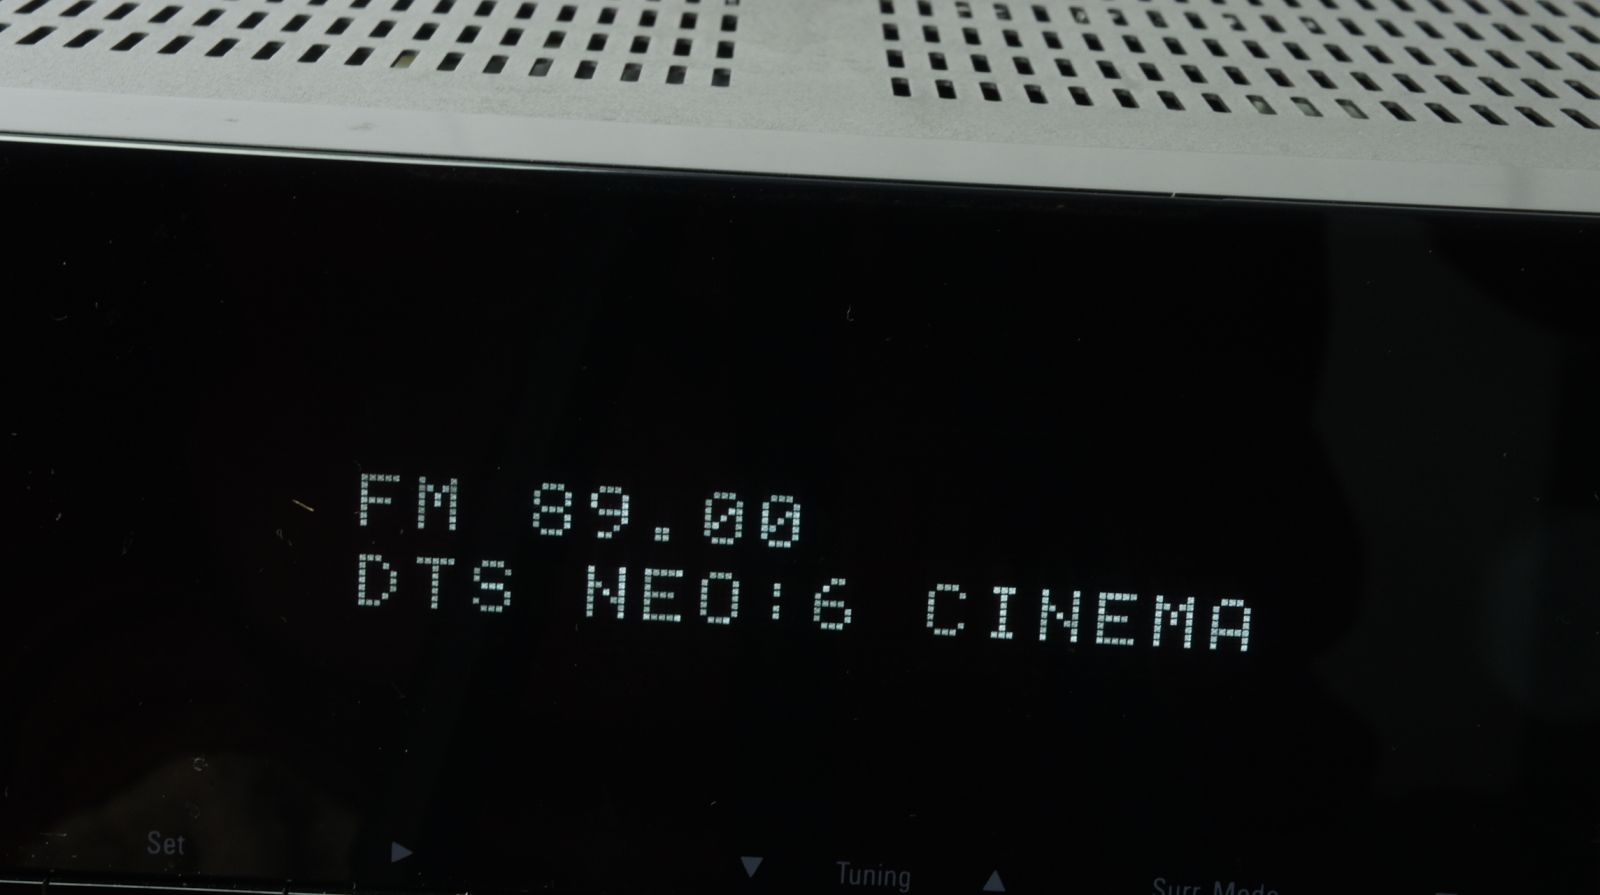 FM 89.00
DTS NEO:6 CINEMA
Set ▶ ▼ Tuning ▲ Surr Mode